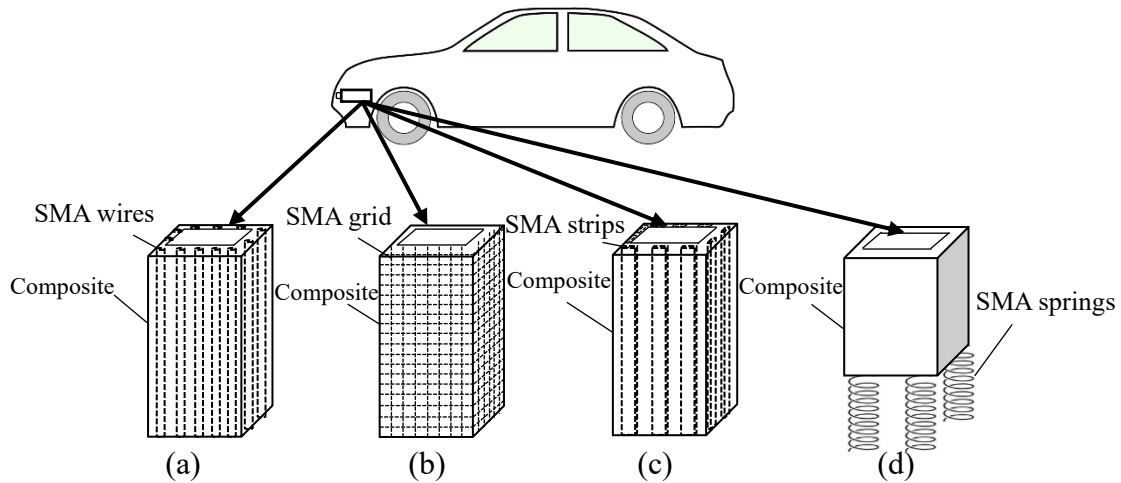 SMA wires
SMA grid
SMA strips
Composite
Composite
Composite
Composite
SMA springs
(a)
(b)
(c)
(d)